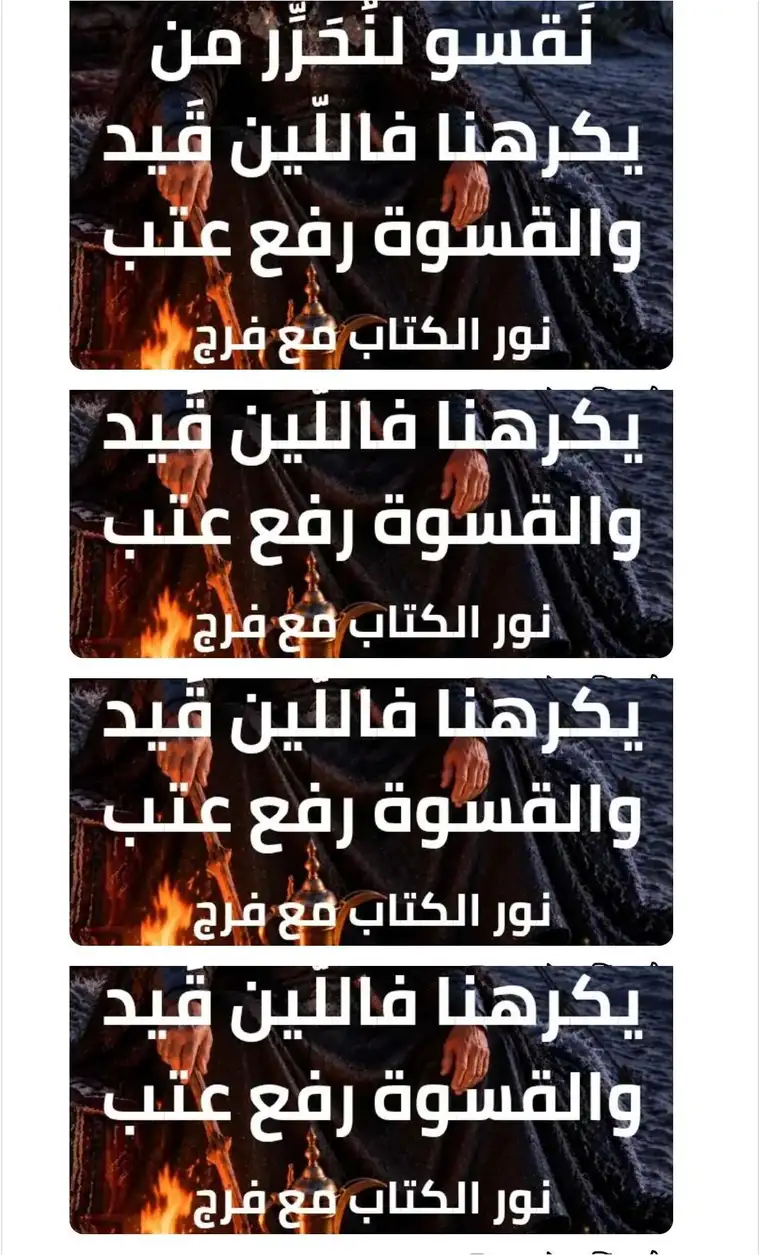 نَقسو لنُحَرِّر من
يكرهنا فاللّين قَيد
والقسوة رفع عتب
نور الكتاب مع فرج
يكرهنا فاللّين قَيد
والقسوة رفع عتب
نور الكتاب مع فرج
يكرهنا فاللّين قَيد
والقسوة رفع عتب
نور الكتاب مع فرج
يكرهنا فاللّين قَيد
والقسوة رفع عتب
نور الكتاب مع فرج